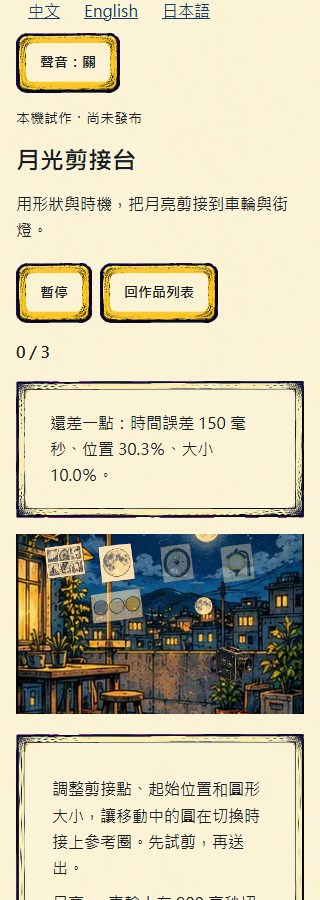 中文 English 日本語
聲音：關
本機試作·尚未發布
月光剪接台
用形狀與時機，把月亮剪接到車輪與街
燈。
暫停 回作品列表
0 / 3
還差一點：時間誤差 150 毫
秒、位置 30.3%、大小
10.0%。
調整剪接點、起始位置和圓形
大小，讓移動中的圓在切換時
接上參考圈。先試剪，再送
出。